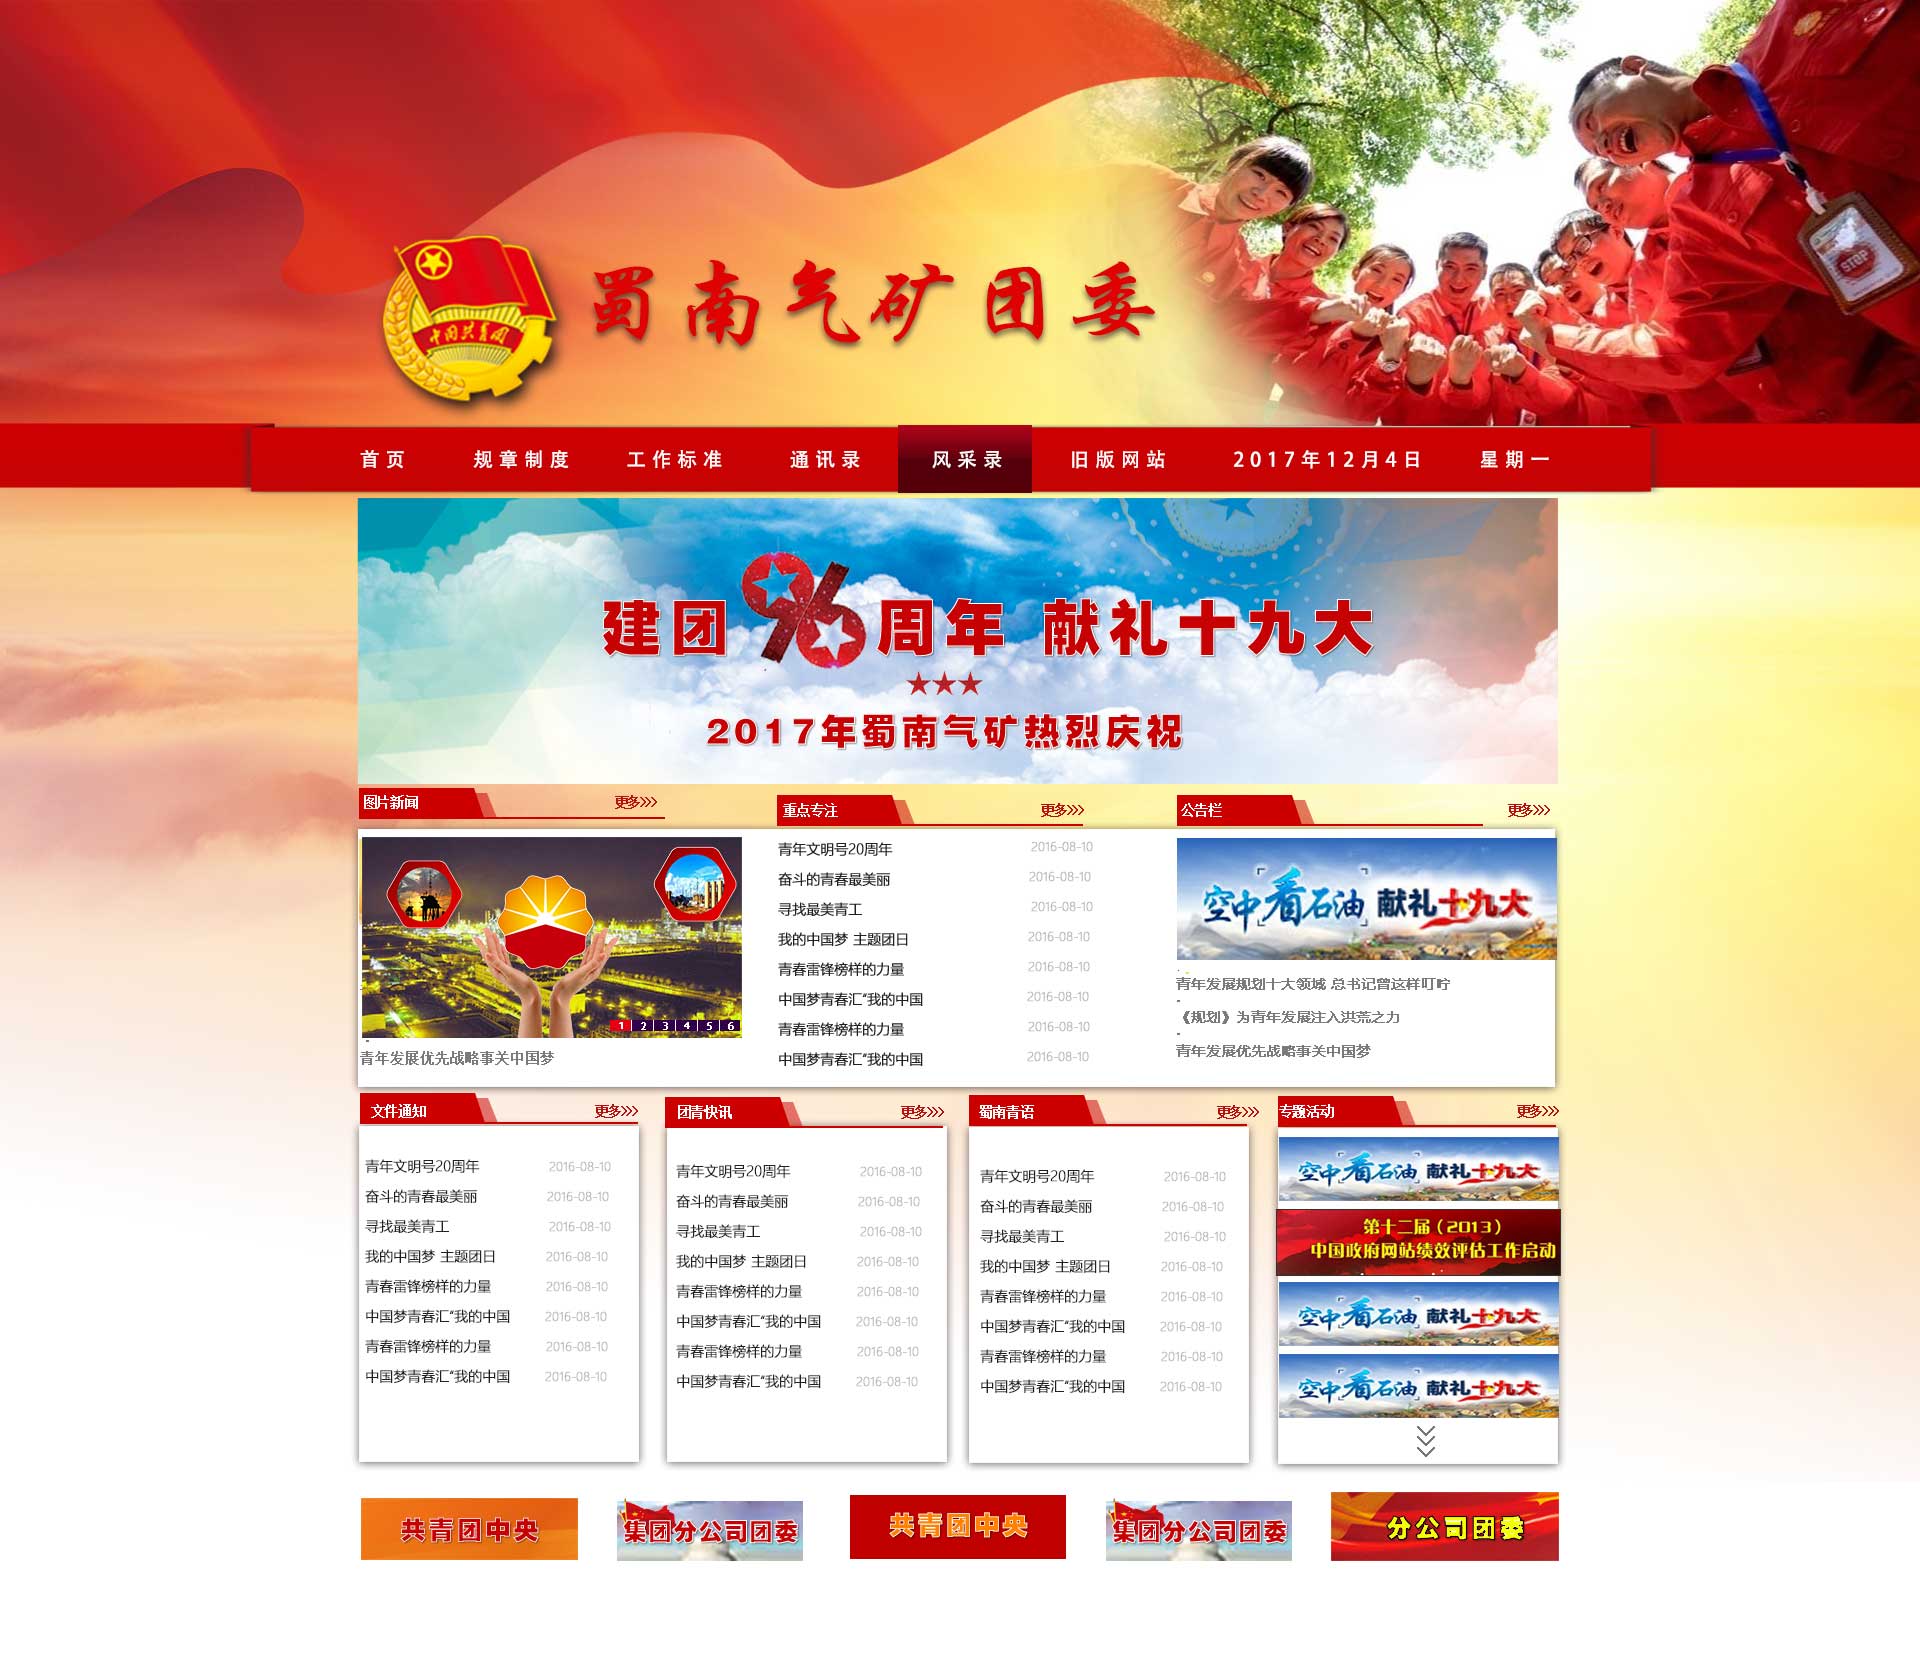 中国共青团
蜀南气矿团委
STOP
首页 规章制度 工作标准 通讯录 风采录 旧版网站 2017年12月4日 星期一
建团96周年 献礼十九大
2017年蜀南气矿热烈庆祝
图片新闻 更多
1 2 3 4 5 6
青年发展优先战略事关中国梦
重点专注 更多
青年文明号20周年 2016-08-10
奋斗的青春最美丽 2016-08-10
寻找最美青工 2016-08-10
我的中国梦 主题团日 2016-08-10
青春雷锋榜样的力量 2016-08-10
中国梦青春汇“我的中国 2016-08-10
青春雷锋榜样的力量 2016-08-10
中国梦青春汇“我的中国 2016-08-10
公告栏 更多
空中看石油 献礼十九大
青年发展规划十大领域 总书记曾这样叮咛
《规划》为青年发展注入洪荒之力
青年发展优先战略事关中国梦
文件通知 更多
青年文明号20周年 2016-08-10
奋斗的青春最美丽 2016-08-10
寻找最美青工 2016-08-10
我的中国梦 主题团日 2016-08-10
青春雷锋榜样的力量 2016-08-10
中国梦青春汇“我的中国 2016-08-10
青春雷锋榜样的力量 2016-08-10
中国梦青春汇“我的中国 2016-08-10
团青快讯 更多
青年文明号20周年 2016-08-10
奋斗的青春最美丽 2016-08-10
寻找最美青工 2016-08-10
我的中国梦 主题团日 2016-08-10
青春雷锋榜样的力量 2016-08-10
中国梦青春汇“我的中国 2016-08-10
青春雷锋榜样的力量 2016-08-10
中国梦青春汇“我的中国 2016-08-10
蜀南青语 更多
青年文明号20周年 2016-08-10
奋斗的青春最美丽 2016-08-10
寻找最美青工 2016-08-10
我的中国梦 主题团日 2016-08-10
青春雷锋榜样的力量 2016-08-10
中国梦青春汇“我的中国 2016-08-10
青春雷锋榜样的力量 2016-08-10
中国梦青春汇“我的中国 2016-08-10
专题活动 更多
空中看石油 献礼十九大
第十二届（2013）
中国政府网站绩效评估工作启动
空中看石油 献礼十九大
空中看石油 献礼十九大
共青团中央
集团分公司团委
共青团中央
集团分公司团委
分公司团委